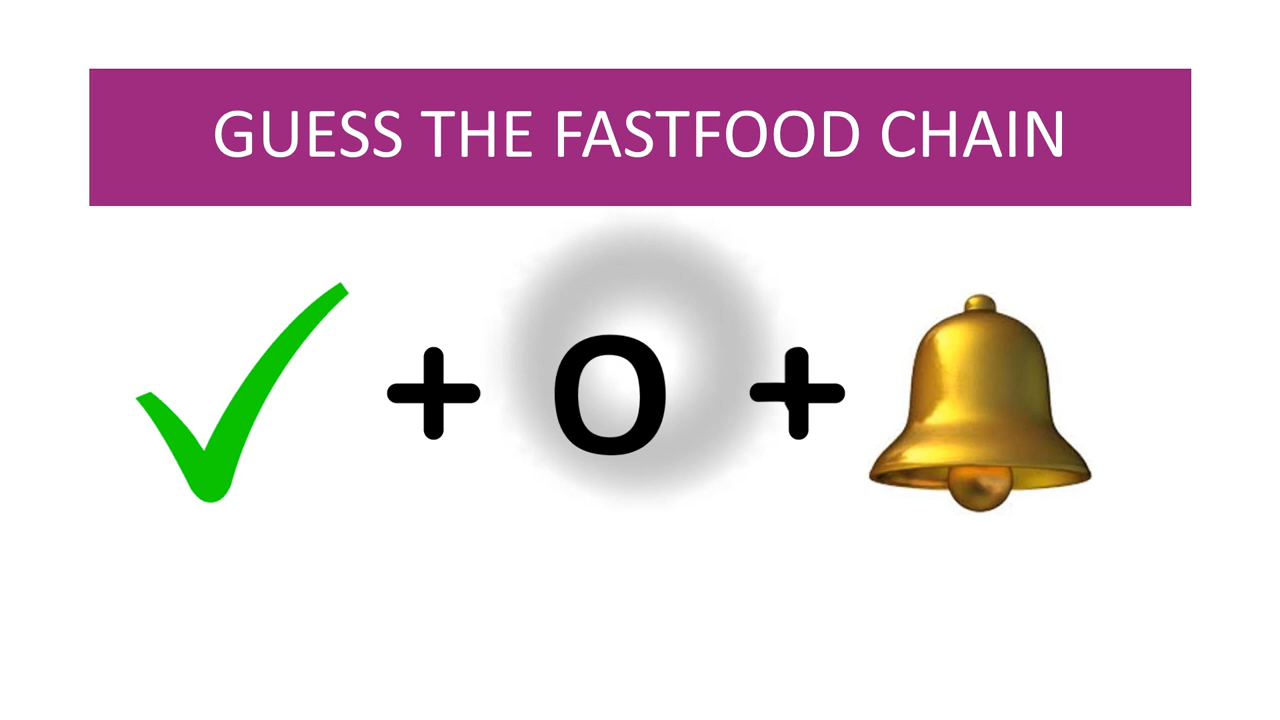 GUESS THE FASTFOOD CHAIN
+ O +